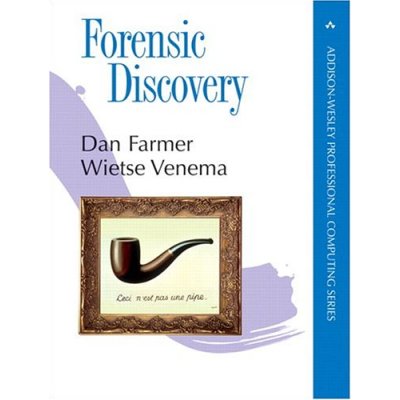 Forensic
Discovery
Dan Farmer
Wietse Venema
Ceci n'est pas une pipe.
ADDISON-WESLEY PROFESSIONAL COMPUTING SERIES